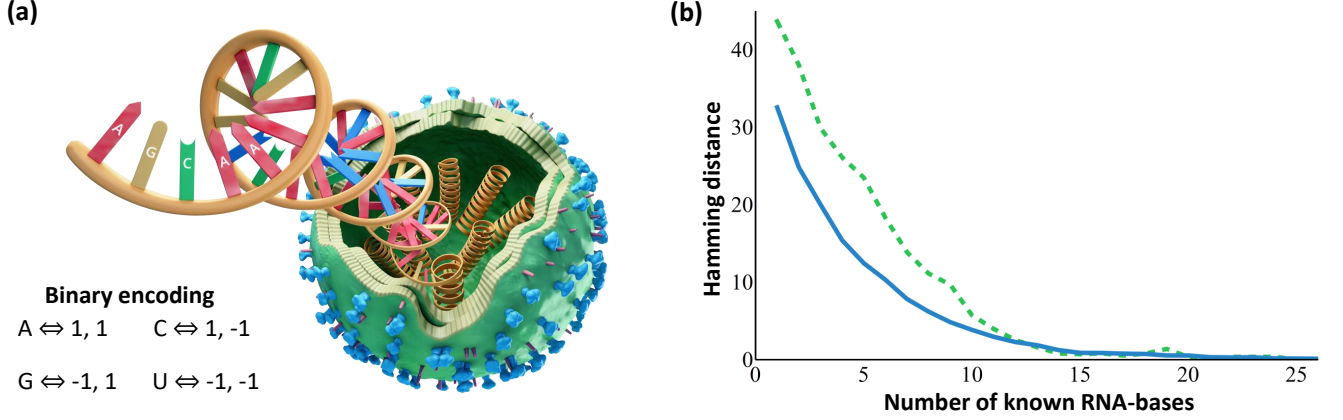 (a)
A
G
C
A
A
Binary encoding
A ⇔ 1, 1 C ⇔ 1, -1
G ⇔ -1, 1 U ⇔ -1, -1
(b)
Hamming distance
40
30
20
10
0
0 5 10 15 20 25
Number of known RNA-bases